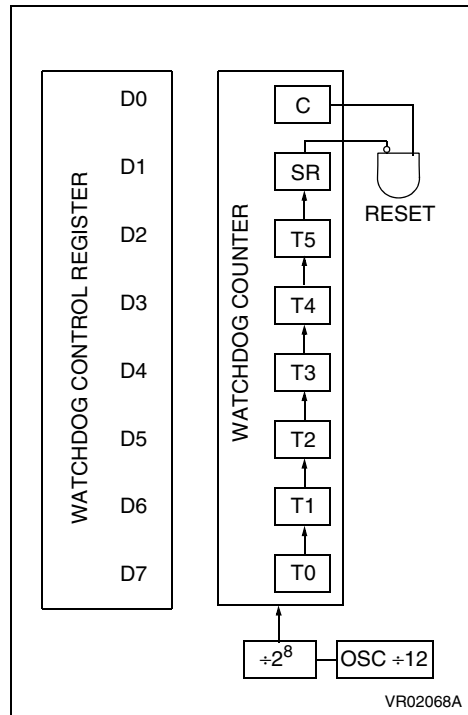 WATCHDOG CONTROL REGISTER
D0
D1
D2
D3
D4
D5
D6
D7
WATCHDOG COUNTER
C
SR
T5
T4
T3
T2
T1
T0
RESET
÷2⁸
OSC ÷12
VR02068A